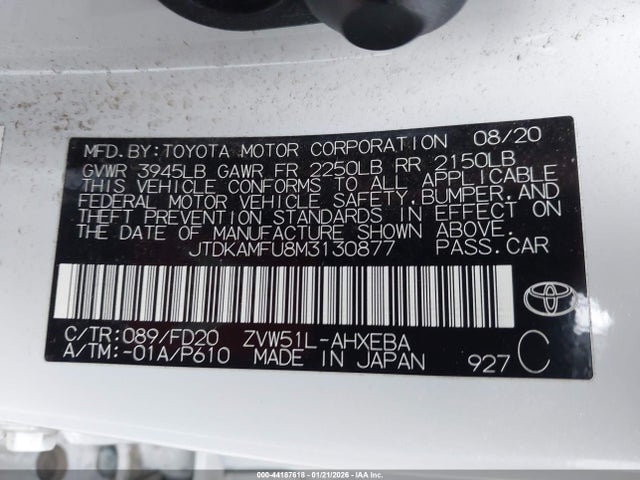 MFD.BY:TOYOTA MOTOR CORPORATION 08/20
GVWR 3945LB GAWR FR 2250LB RR 2150LB
THIS VEHICLE CONFORMS TO ALL APPLICABLE
FEDERAL MOTOR VEHICLE SAFETY,BUMPER,AND
THEFT PREVENTION STANDARDS IN EFFECT ON
THE DATE OF MANUFACTURE SHOWN ABOVE.
JTDKAMFU8M3130877 PASS.CAR
C/TR:089/FD20 ZVW51L-AHXEBA
A/TM:-01A/P610 MADE IN JAPAN 927 C
000-44187618 - 01/21/2026 - IAA, Inc.